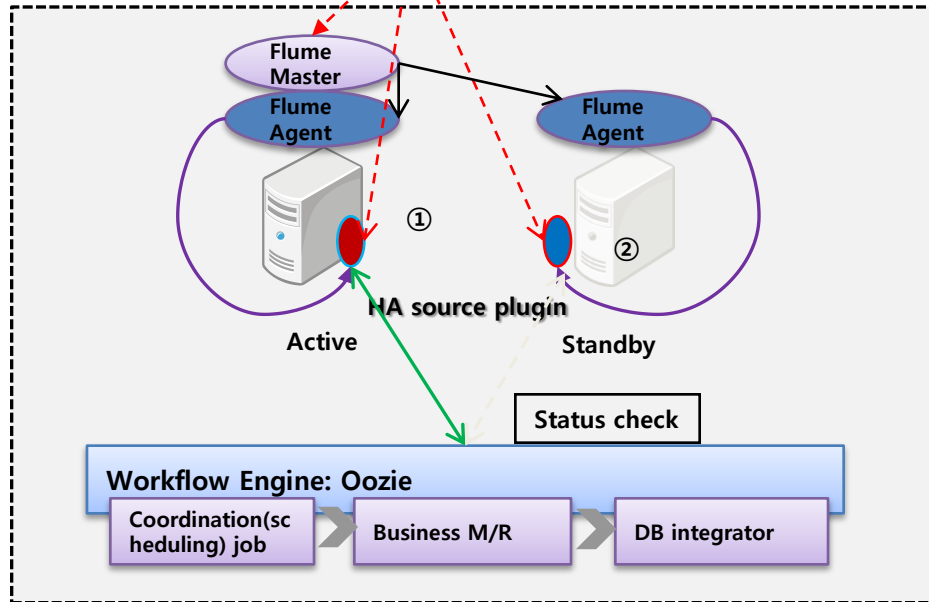 Flume
Master
Flume
Agent
Flume
Agent
①
②
HA source plugin
Active
Standby
Status check
Workflow Engine: Oozie
Coordination(sc
heduling) job
Business M/R
DB integrator